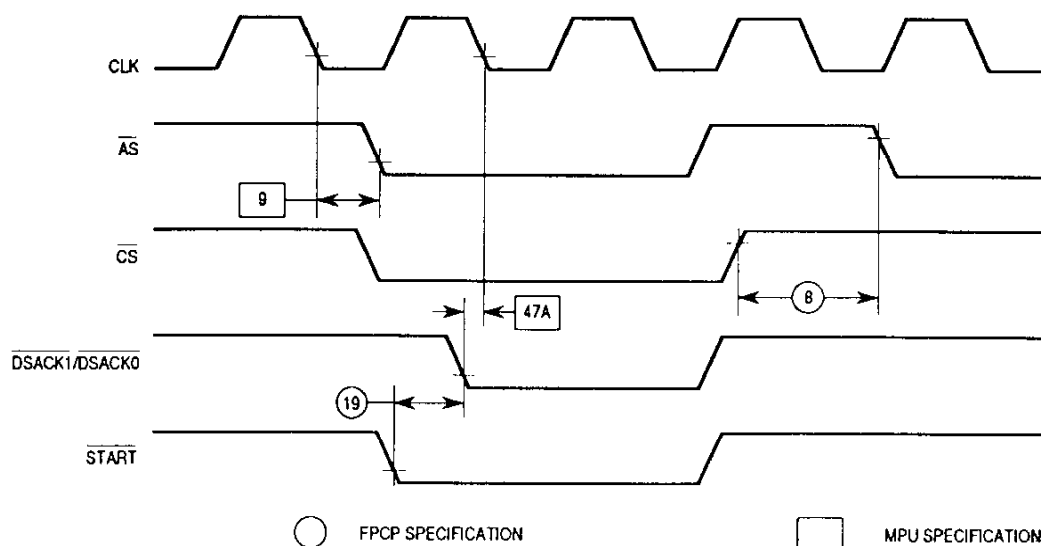 CLK
AS
9
CS
8
47A
DSACK1/DSACK0
19
START
FPCP SPECIFICATION
MPU SPECIFICATION